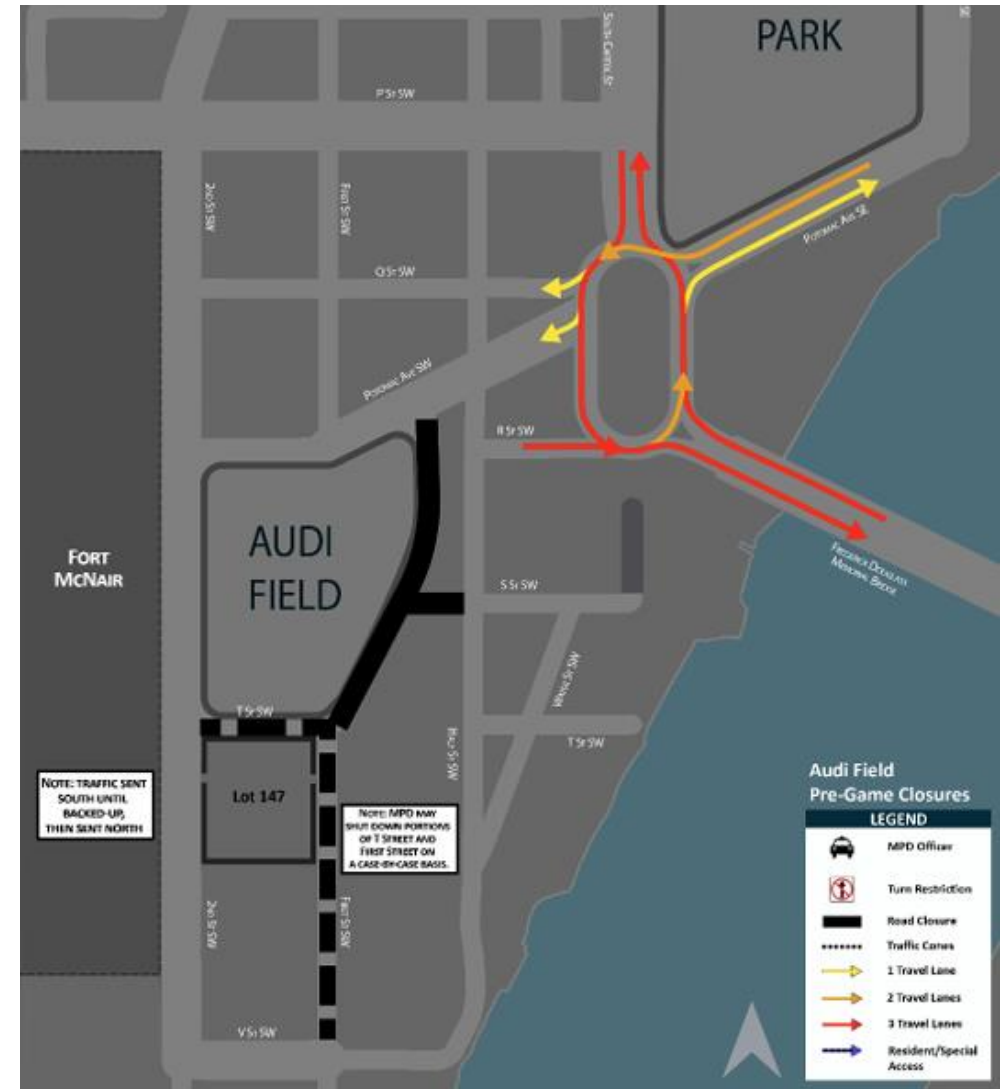 PARK
SOUTH CAPITOL ST
SE
P ST SW
2ND ST SW
FIRST ST SW
POTOMAC AVE SE
Q ST SW
POTOMAC AVE SW
R ST SW
AUDI
FIELD
FORT
MCNAIR
FREDERICK DOUGLASS
MEMORIAL BRIDGE
S ST SW
WATER ST SW
T ST SW
HALF ST SW
T ST SW
NOTE: TRAFFIC SENT
SOUTH UNTIL
BACKED-UP,
THEN SENT NORTH
Lot 147
NOTE: MPD MAY
SHUT DOWN PORTIONS
OF T STREET AND
FIRST STREET ON
A CASE-BY-CASE BASIS.
2ND ST SW
FIRST ST SW
V ST SW
Audi Field
Pre-Game Closures
LEGEND
MPD Officer
Turn Restriction
Road Closure
Traffic Cones
1 Travel Lane
2 Travel Lanes
3 Travel Lanes
Resident/Special
Access